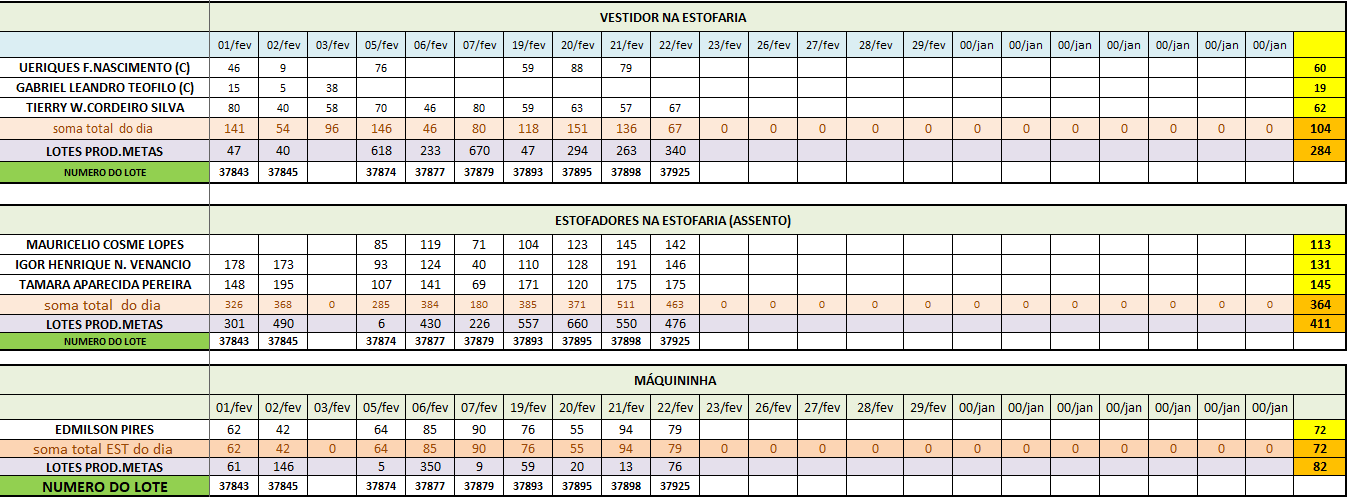 VESTIDOR NA ESTOFARIA
01/fev 02/fev 03/fev 05/fev 06/fev 07/fev 19/fev 20/fev 21/fev 22/fev 23/fev 26/fev 27/fev 28/fev 29/fev 00/jan 00/jan 00/jan 00/jan 00/jan 00/jan 00/jan
UERIQUES F.NASCIMENTO (C) 46 9 76 59 88 79 60
GABRIEL LEANDRO TEOFILO (C) 15 5 38 19
TIERRY W.CORDEIRO SILVA 80 40 58 70 46 80 59 63 57 67 62
soma total do dia 141 54 96 146 46 80 118 151 136 67 0 0 0 0 0 0 0 0 0 0 0 0 104
LOTES PROD.METAS 47 40 618 233 670 47 294 263 340 284
NUMERO DO LOTE 37843 37845 37874 37877 37879 37893 37895 37898 37925
ESTOFADORES NA ESTOFARIA (ASSENTO)
MAURICELIO COSME LOPES 85 119 71 104 123 145 142 113
IGOR HENRIQUE N. VENANCIO 178 173 93 124 40 110 128 191 146 131
TAMARA APARECIDA PEREIRA 148 195 107 141 69 171 120 175 175 145
soma total do dia 326 368 0 285 384 180 385 371 511 463 0 0 0 0 0 0 0 0 0 0 0 0 364
LOTES PROD.METAS 301 490 6 430 226 557 660 550 476 411
NUMERO DO LOTE 37843 37845 37874 37877 37879 37893 37895 37898 37925
MÁQUININHA
01/fev 02/fev 03/fev 05/fev 06/fev 07/fev 19/fev 20/fev 21/fev 22/fev 23/fev 26/fev 27/fev 28/fev 29/fev 00/jan 00/jan 00/jan 00/jan 00/jan 00/jan 00/jan
EDMILSON PIRES 62 42 64 85 90 76 55 94 79 72
soma total EST do dia 62 42 0 64 85 90 76 55 94 79 0 0 0 0 0 0 0 0 0 0 0 0 72
LOTES PROD.METAS 61 146 5 350 9 59 20 13 76 82
NUMERO DO LOTE 37843 37845 37874 37877 37879 37893 37895 37898 37925